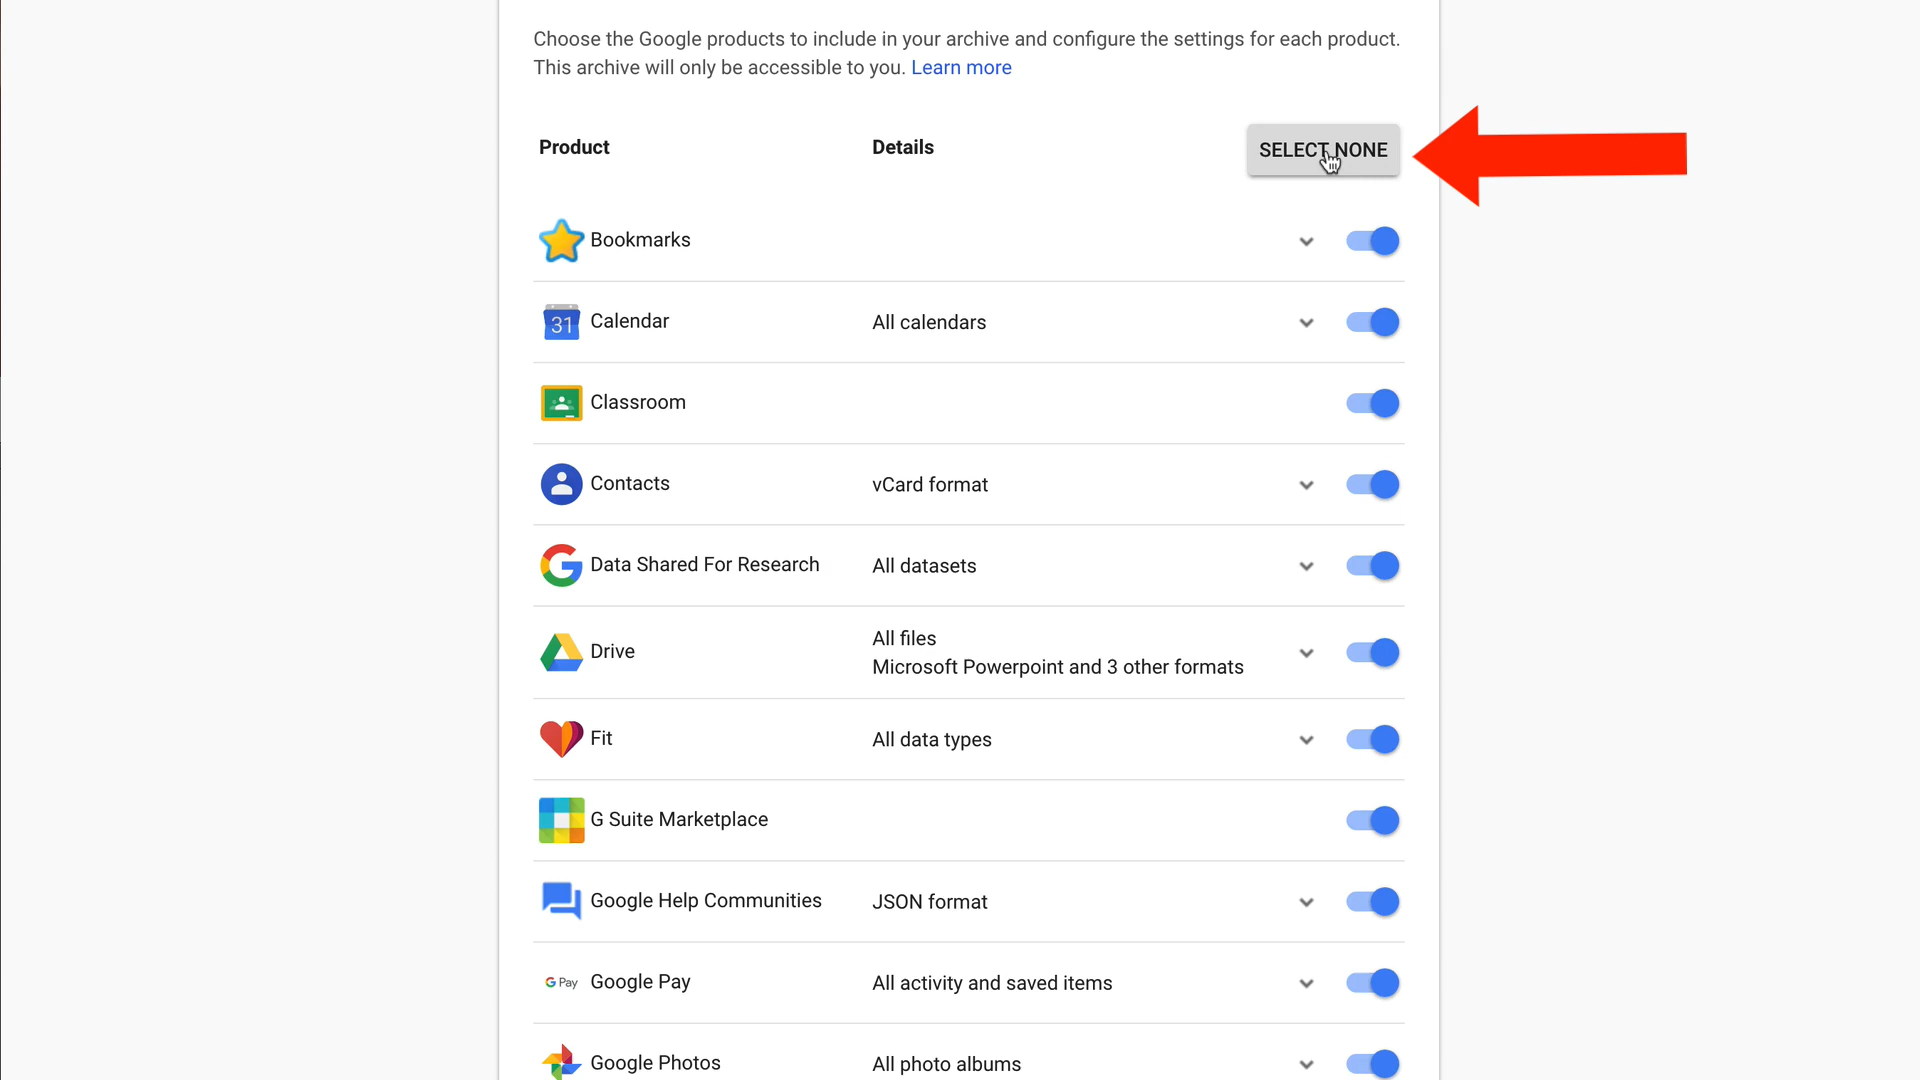 Choose the Google products to include in your archive and configure the settings for each product.
This archive will only be accessible to you. Learn more
Product Details SELECT NONE
Bookmarks
31 Calendar All calendars
Classroom
Contacts vCard format
Data Shared For Research All datasets
Drive All files
Microsoft Powerpoint and 3 other formats
Fit All data types
G Suite Marketplace
Google Help Communities JSON format
G Pay Google Pay All activity and saved items
Google Photos All photo albums